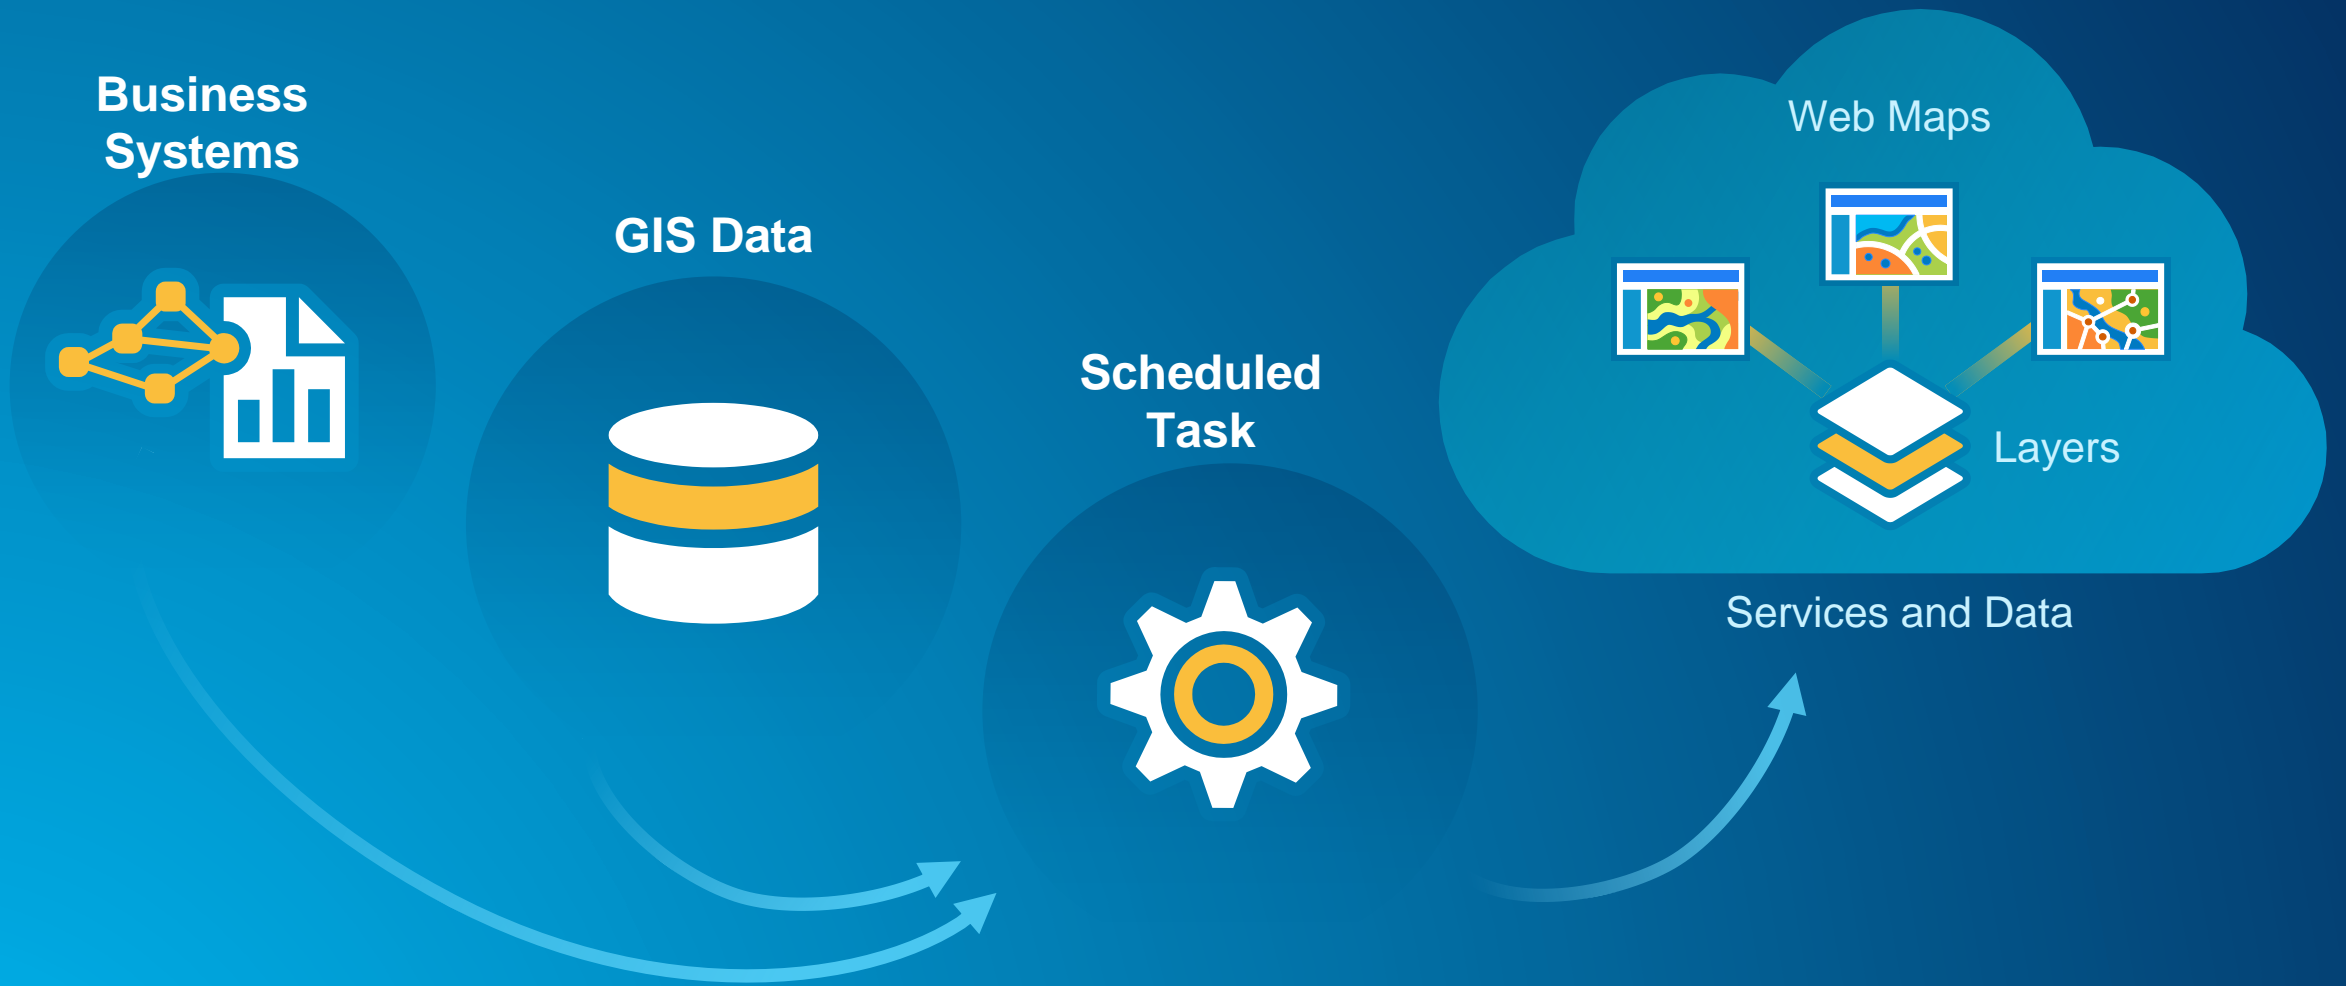 Business
Systems
GIS Data
Scheduled
Task
Web Maps
Layers
Services and Data